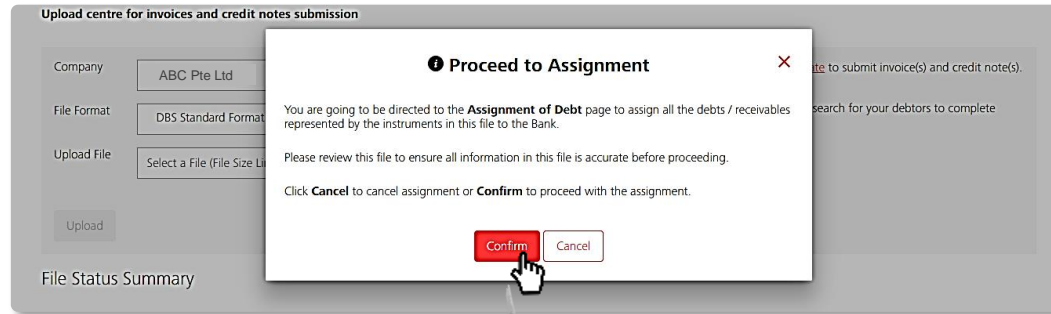 Upload centre for invoices and credit notes submission
Proceed to Assignment
Company
ABC Pte Ltd
to submit invoice(s) and credit note(s).
You are going to be directed to the Assignment of Debt page to assign all the debts / receivables
represented by the instruments in this file to the Bank.
File Format
DBS Standard Format
search for your debtors to complete
Please review this file to ensure all information in this file is accurate before proceeding.
Upload File
Select a File (File Size
Click Cancel to cancel assignment or Confirm to proceed with the assignment.
Upload
Confirm
Cancel
File Status Summary